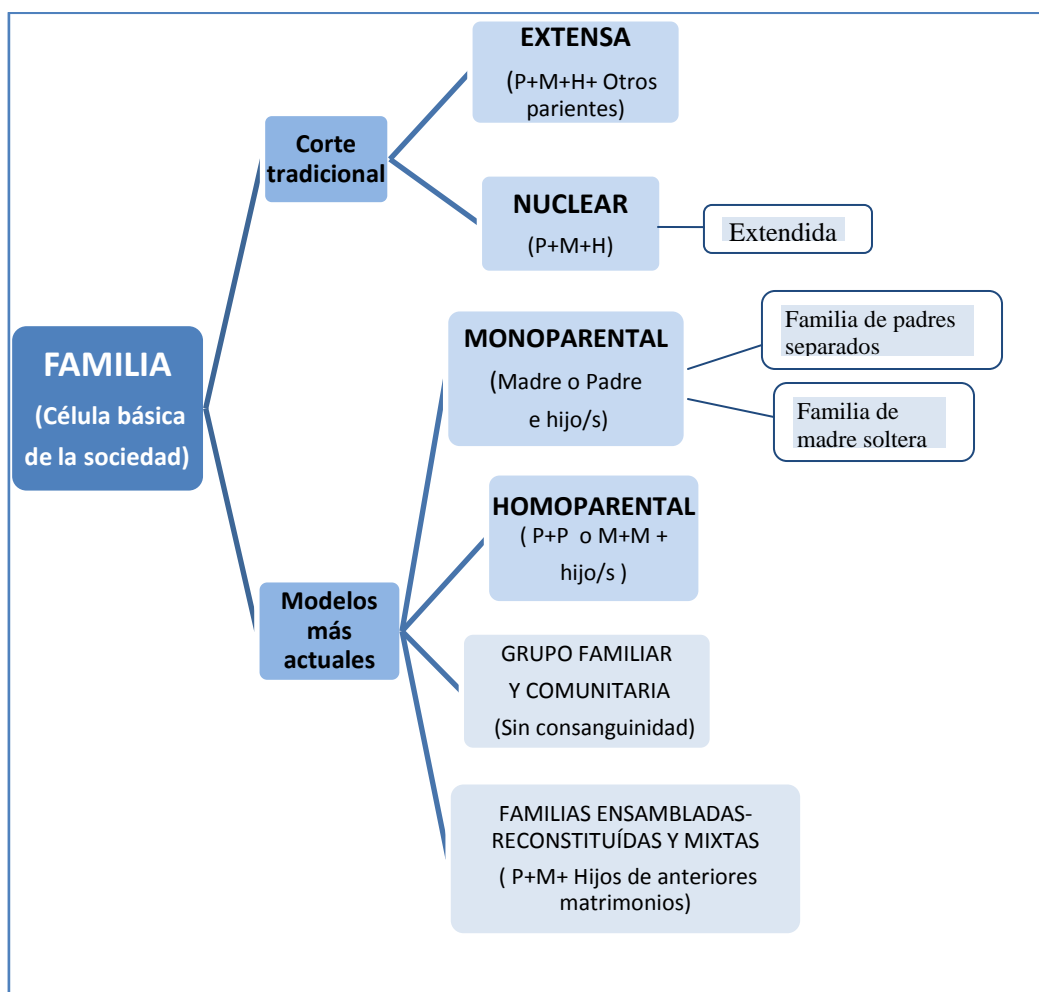 EXTENSA
(P+M+H+ Otros
parientes)
Corte
tradicional
NUCLEAR
(P+M+H)
Extendida
FAMILIA
(Célula básica
de la sociedad)
MONOPARENTAL
(Madre o Padre
e hijo/s)
Familia de padres
separados
Familia de
madre soltera
HOMOPARENTAL
( P+P o M+M +
hijo/s )
Modelos
más
actuales
GRUPO FAMILIAR
Y COMUNITARIA
(Sin consanguinidad)
FAMILIAS ENSAMBLADAS-
RECONSTITUÍDAS Y MIXTAS
( P+M+ Hijos de anteriores
matrimonios)